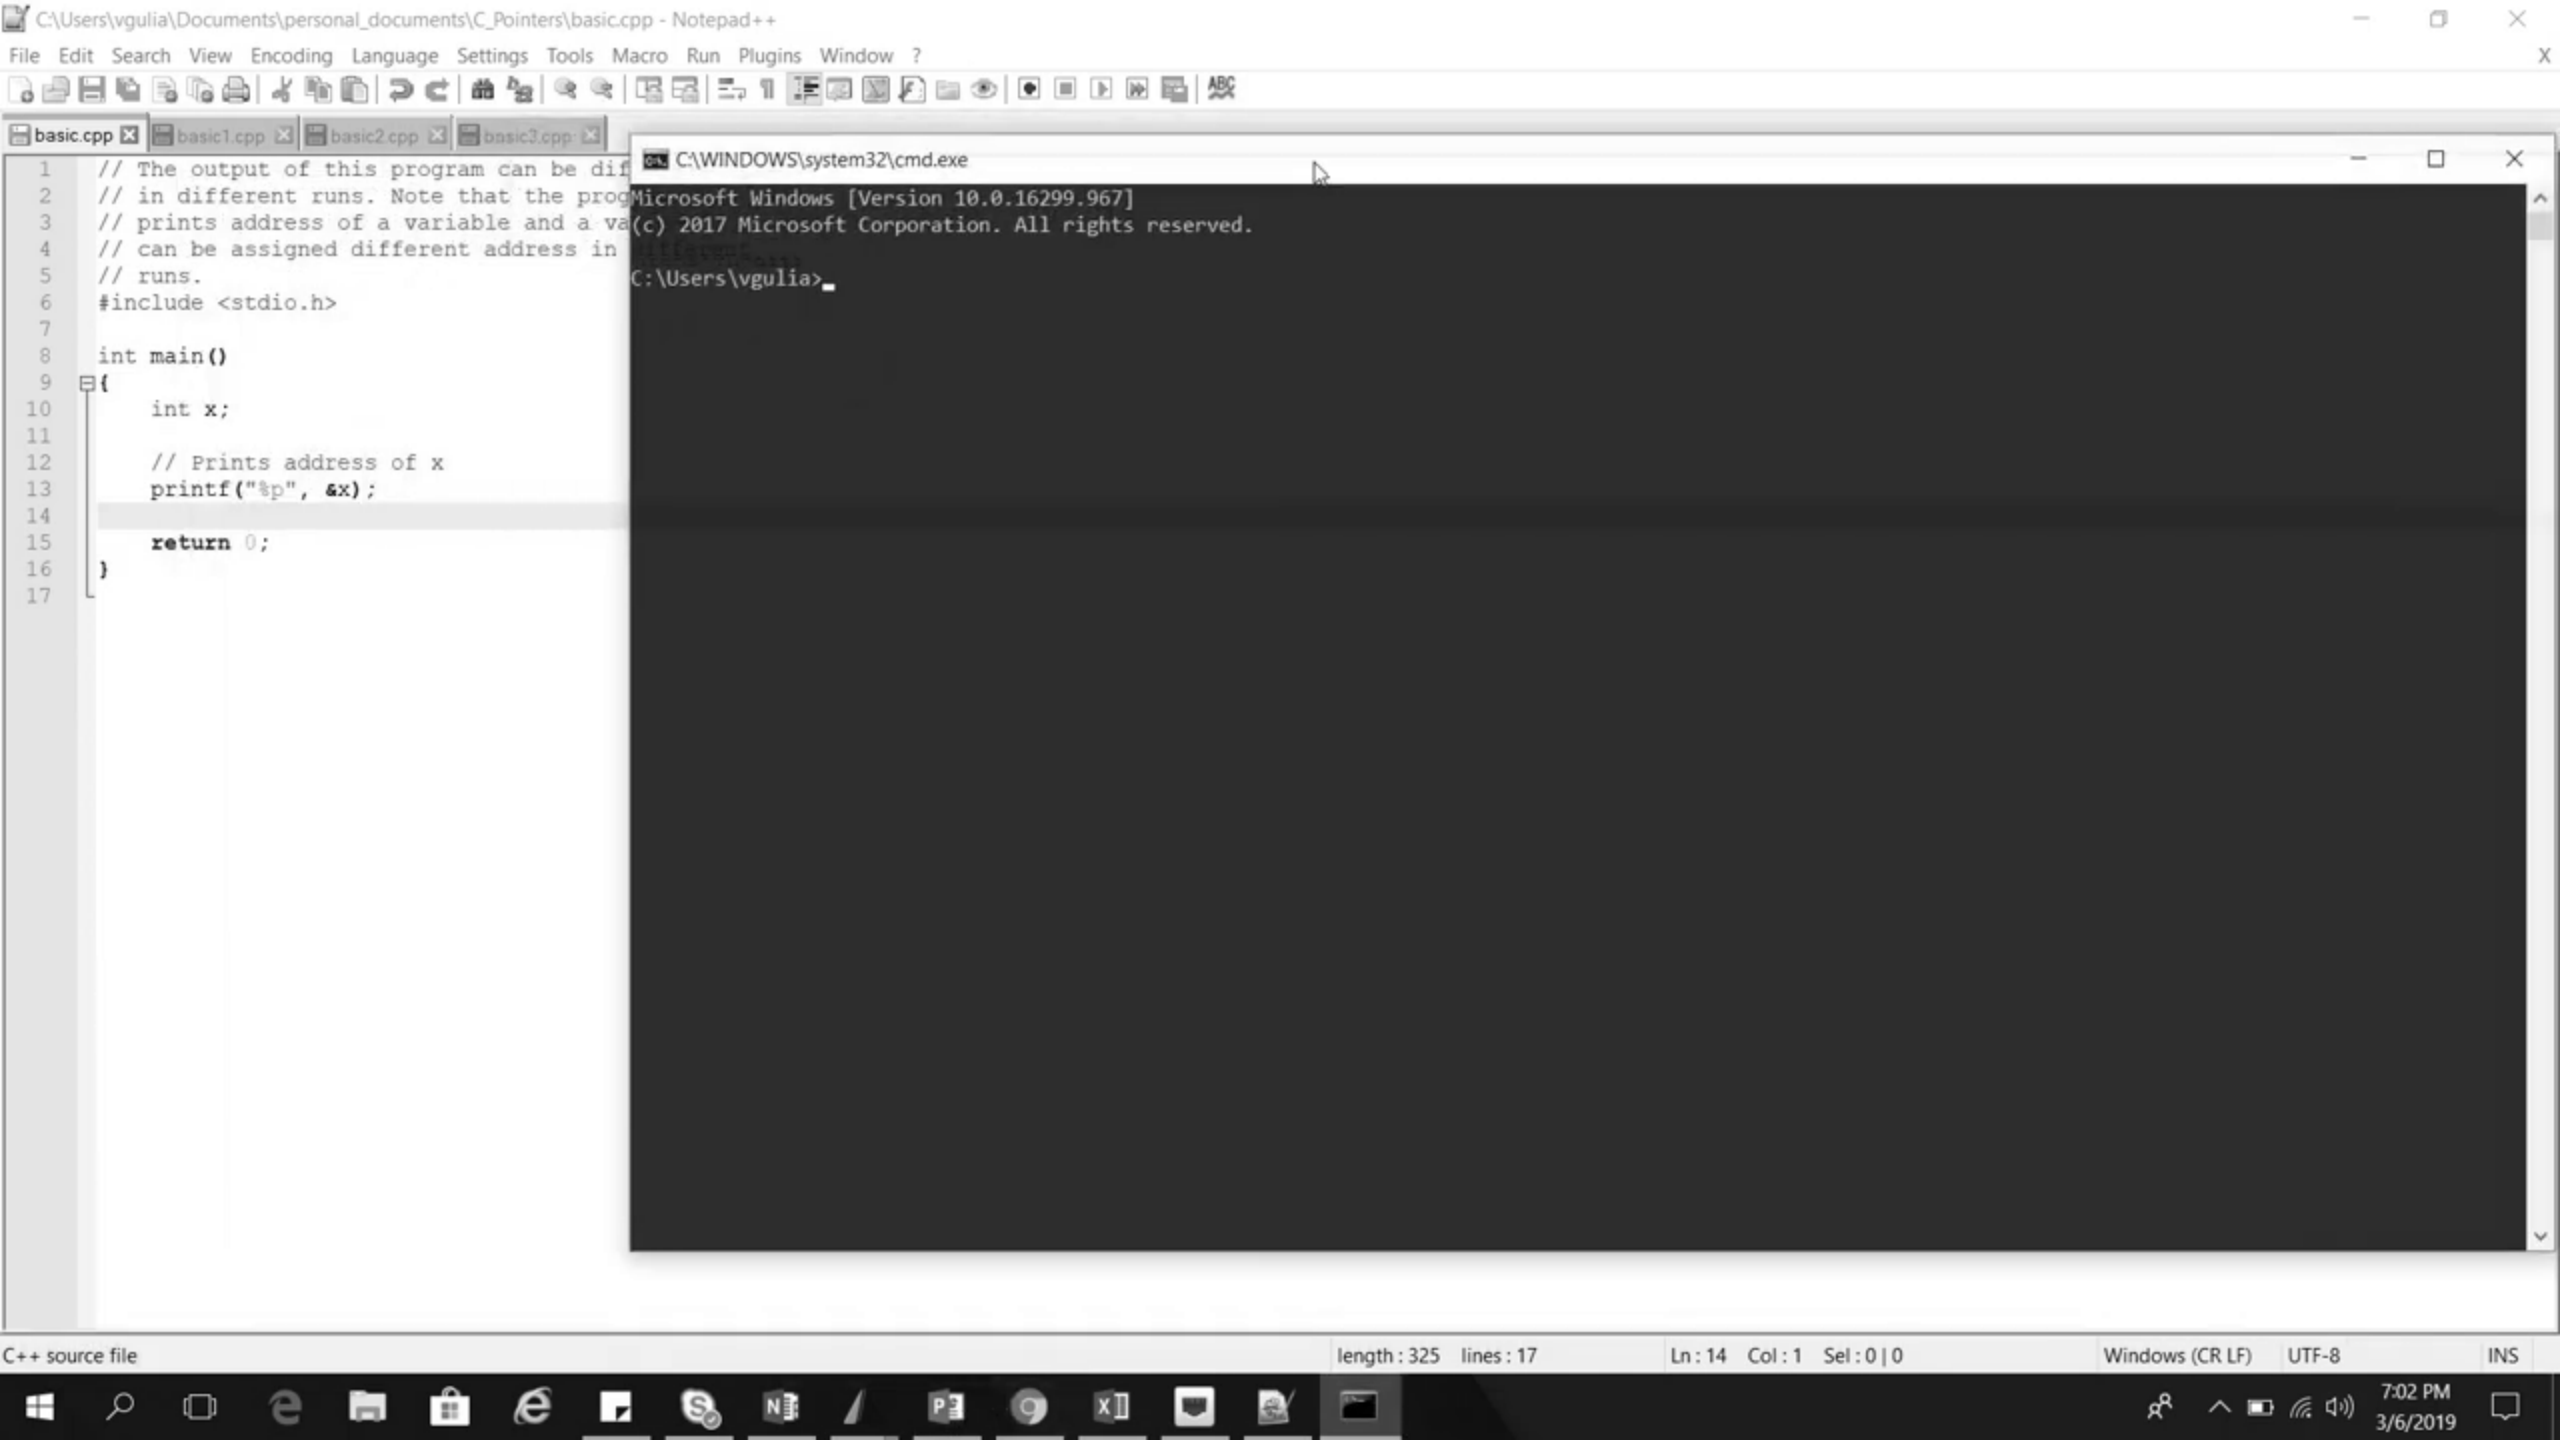 C:\Users\vgulia\Documents\personal_documents\C_Pointers\basic.cpp - Notepad++
File Edit Search View Encoding Language Settings Tools Macro Run Plugins Window ? X
ABC
basic.cpp basic1.cpp basic2.cpp basic3.cpp
1 // The output of this program can be dif
2 // in different runs. Note that the prog
3 // prints address of a variable and a va
4 // can be assigned different address in
5 // runs.
6 #include <stdio.h>
7
8 int main()
9 {
10 int x;
11
12 // Prints address of x
13 printf("%p", &x);
14
15 return 0;
16 }
17
C:\WINDOWS\system32\cmd.exe
Microsoft Windows [Version 10.0.16299.967]
(c) 2017 Microsoft Corporation. All rights reserved.
C:\Users\vgulia>
C++ source file length : 325 lines : 17 Ln : 14 Col : 1 Sel : 0 | 0 Windows (CR LF) UTF-8 INS
7:02 PM
3/6/2019